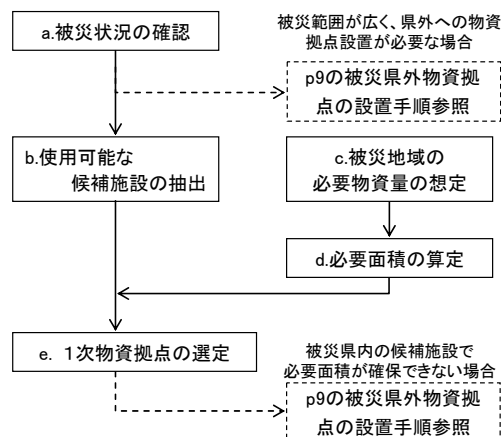 a.被災状況の確認
被災範囲が広く、県外への物資
拠点設置が必要な場合
p9の被災県外物資拠
点の設置手順参照
b.使用可能な
候補施設の抽出
c.被災地域の
必要物資量の想定
d.必要面積の算定
e. 1次物資拠点の選定
被災県内の候補施設で
必要面積が確保できない場合
p9の被災県外物資拠
点の設置手順参照